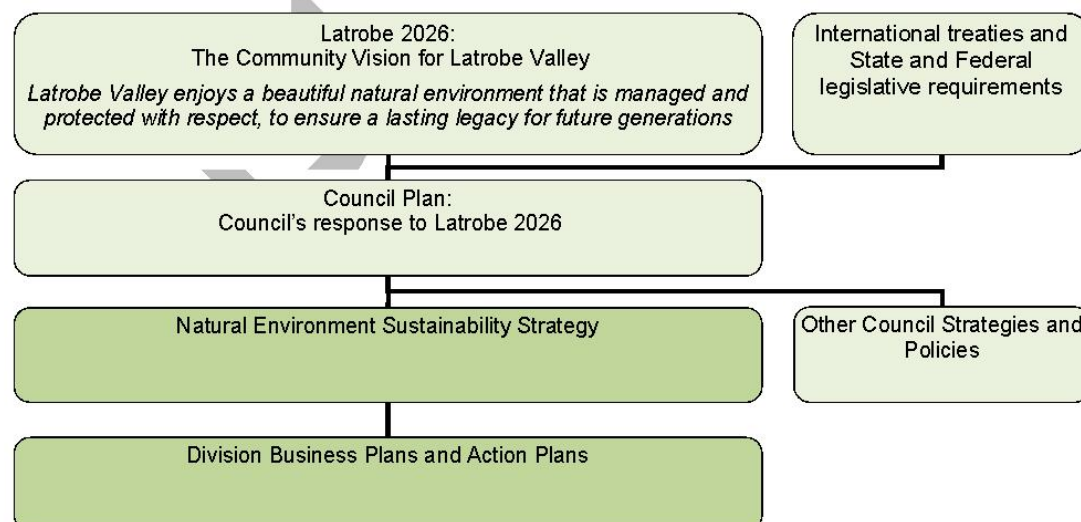 Latrobe 2026:
The Community Vision for Latrobe Valley
Latrobe Valley enjoys a beautiful natural environment that is managed and
protected with respect, to ensure a lasting legacy for future generations
International treaties and
State and Federal
legislative requirements
Council Plan:
Council's response to Latrobe 2026
Natural Environment Sustainability Strategy
Other Council Strategies and
Policies
Division Business Plans and Action Plans